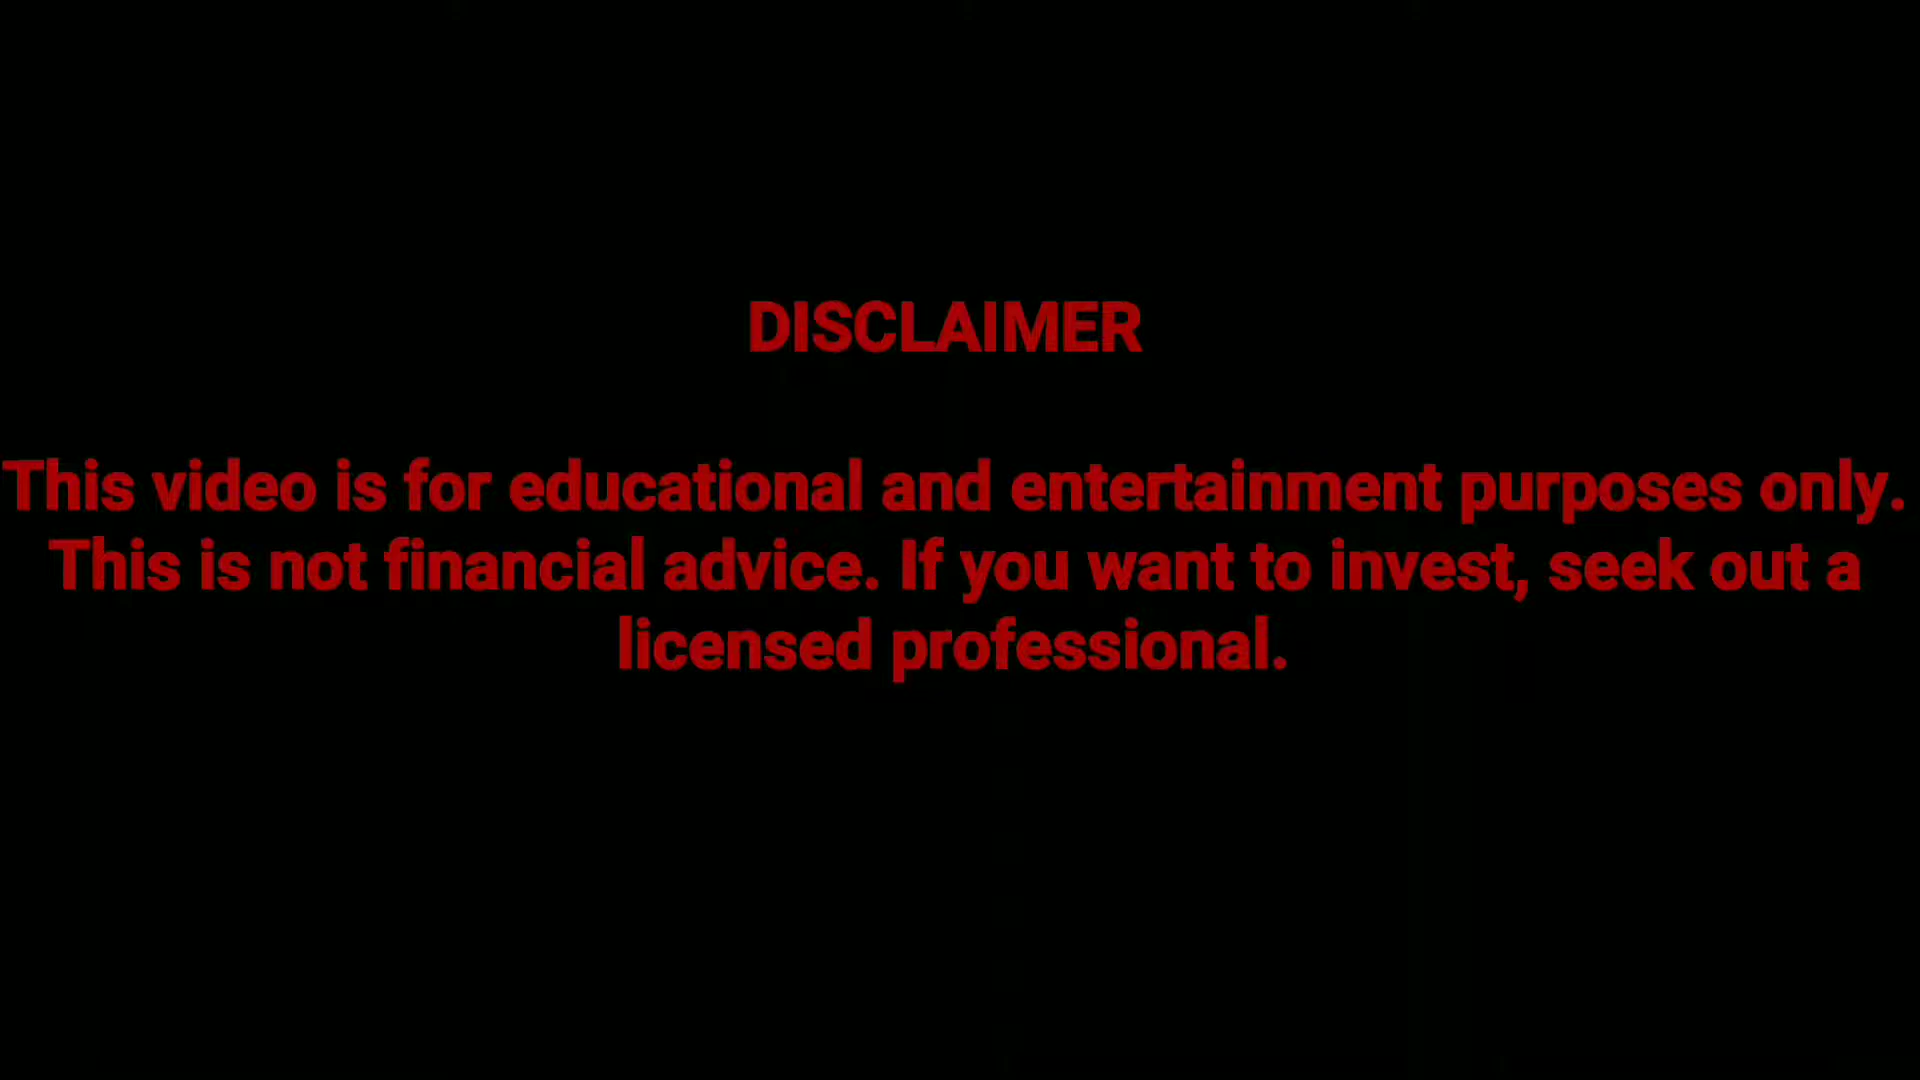 DISCLAIMER
This video is for educational and entertainment purposes only.
This is not financial advice. If you want to invest, seek out a
licensed professional.